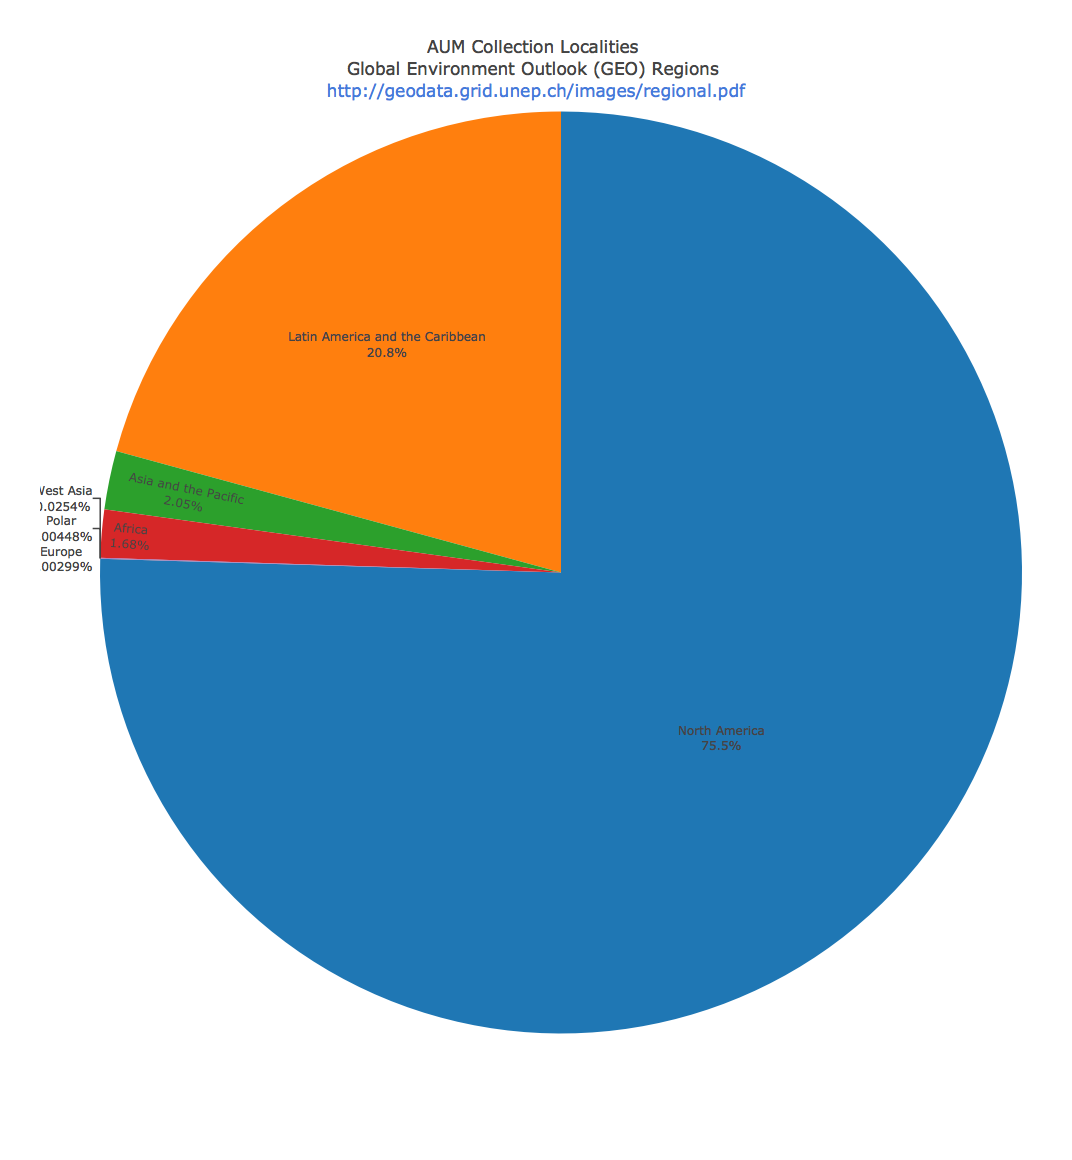 AUM Collection Localities
Global Environment Outlook (GEO) Regions
http://geodata.grid.unep.ch/images/regional.pdf
Latin America and the Caribbean
20.8%
Asia and the Pacific
2.05%
West Asia
0.0254%
Polar
00448%
Africa
1.68%
Europe
00299%
North America
75.5%